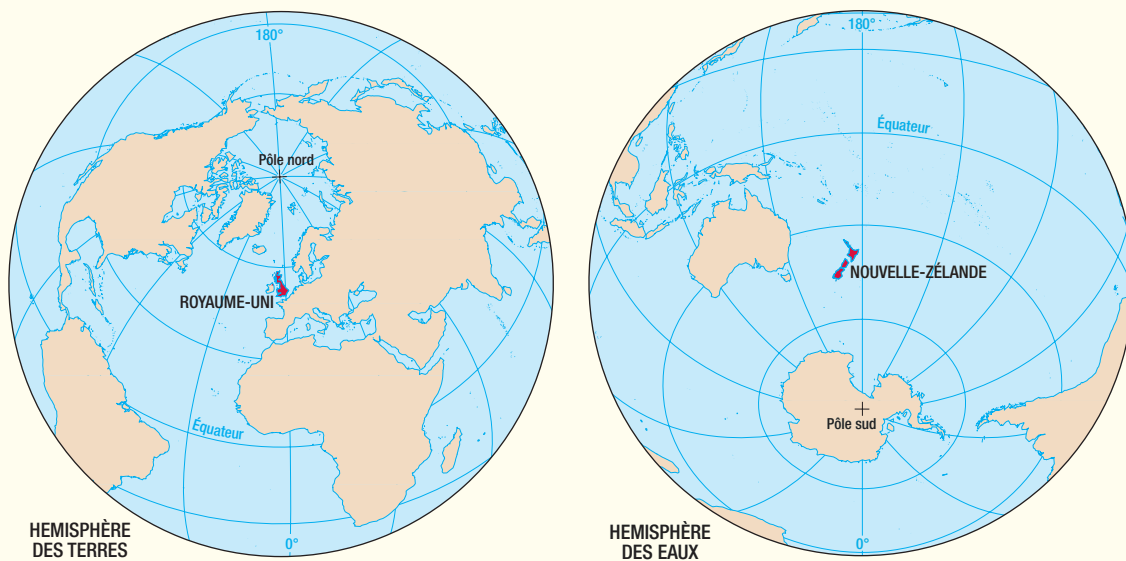 180°
Pôle nord
ROYAUME-UNI
Équateur
HEMISPHÈRE
DES TERRES
0°
180°
Équateur
NOUVELLE-ZÉLANDE
Pôle sud
HEMISPHÈRE
DES EAUX
0°